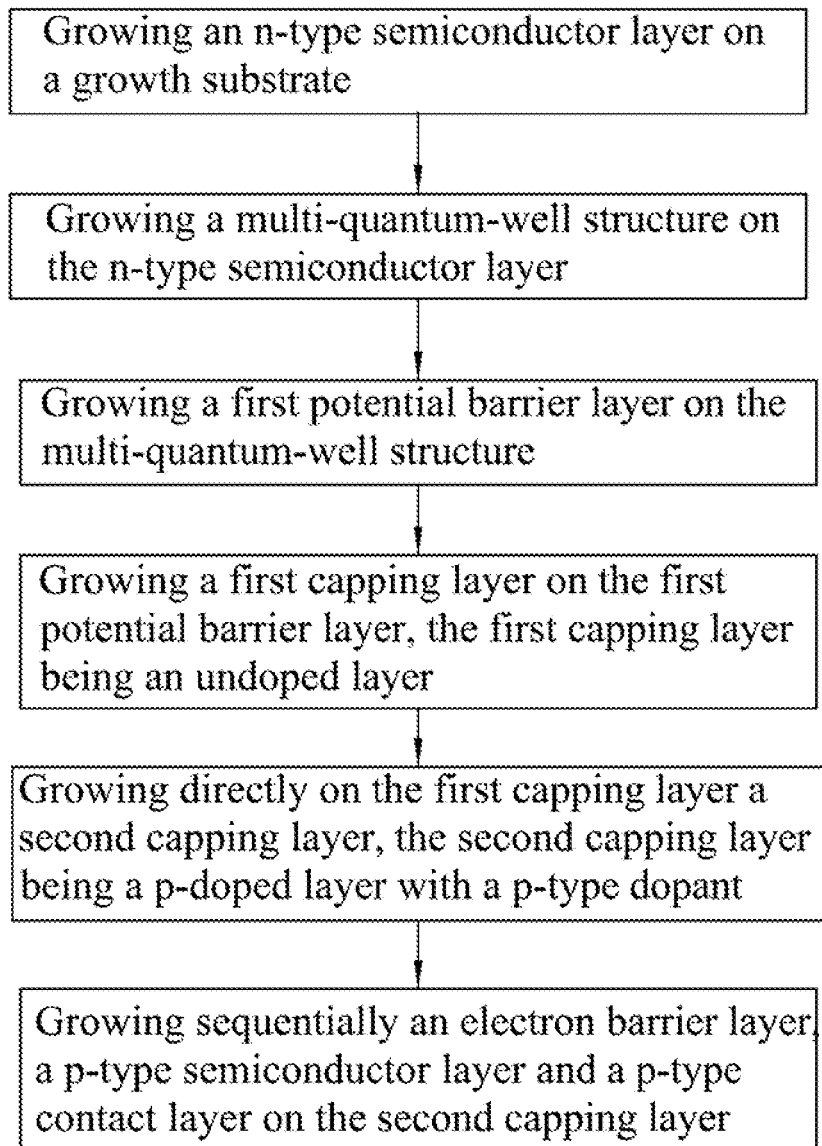 Growing an n-type semiconductor layer on
a growth substrate
Growing a multi-quantum-well structure on
the n-type semiconductor layer
Growing a first potential barrier layer on the
multi-quantum-well structure
Growing a first capping layer on the first
potential barrier layer, the first capping layer
being an undoped layer
Growing directly on the first capping layer a
second capping layer, the second capping layer
being a p-doped layer with a p-type dopant
Growing sequentially an electron barrier layer,
a p-type semiconductor layer and a p-type
contact layer on the second capping layer